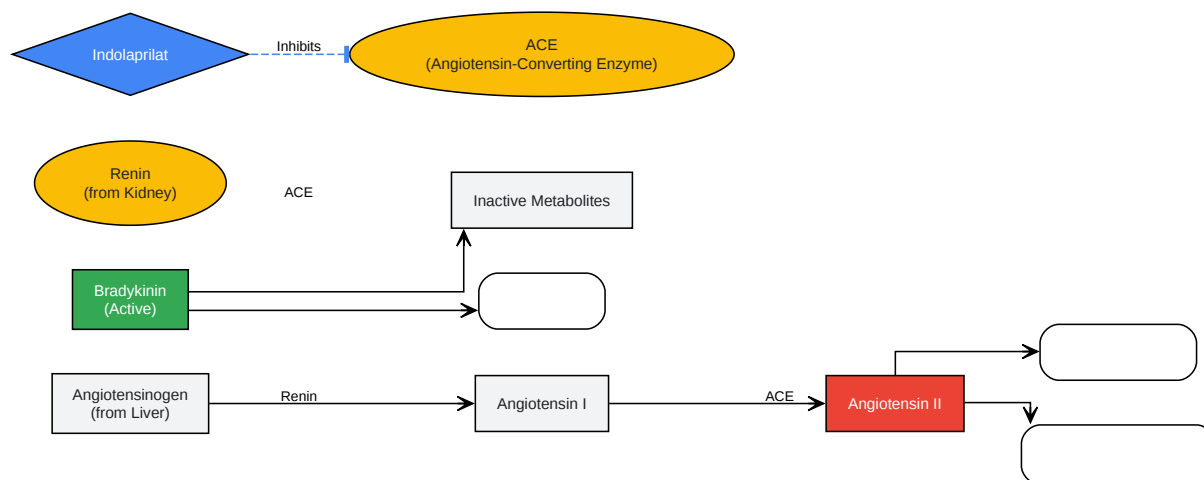 Indolaprilat
Inhibits
ACE
(Angiotensin-Converting Enzyme)
Renin
(from Kidney)
ACE
Inactive Metabolites
Bradykinin
(Active)
Angiotensinogen
(from Liver)
Renin
Angiotensin I
ACE
Angiotensin II